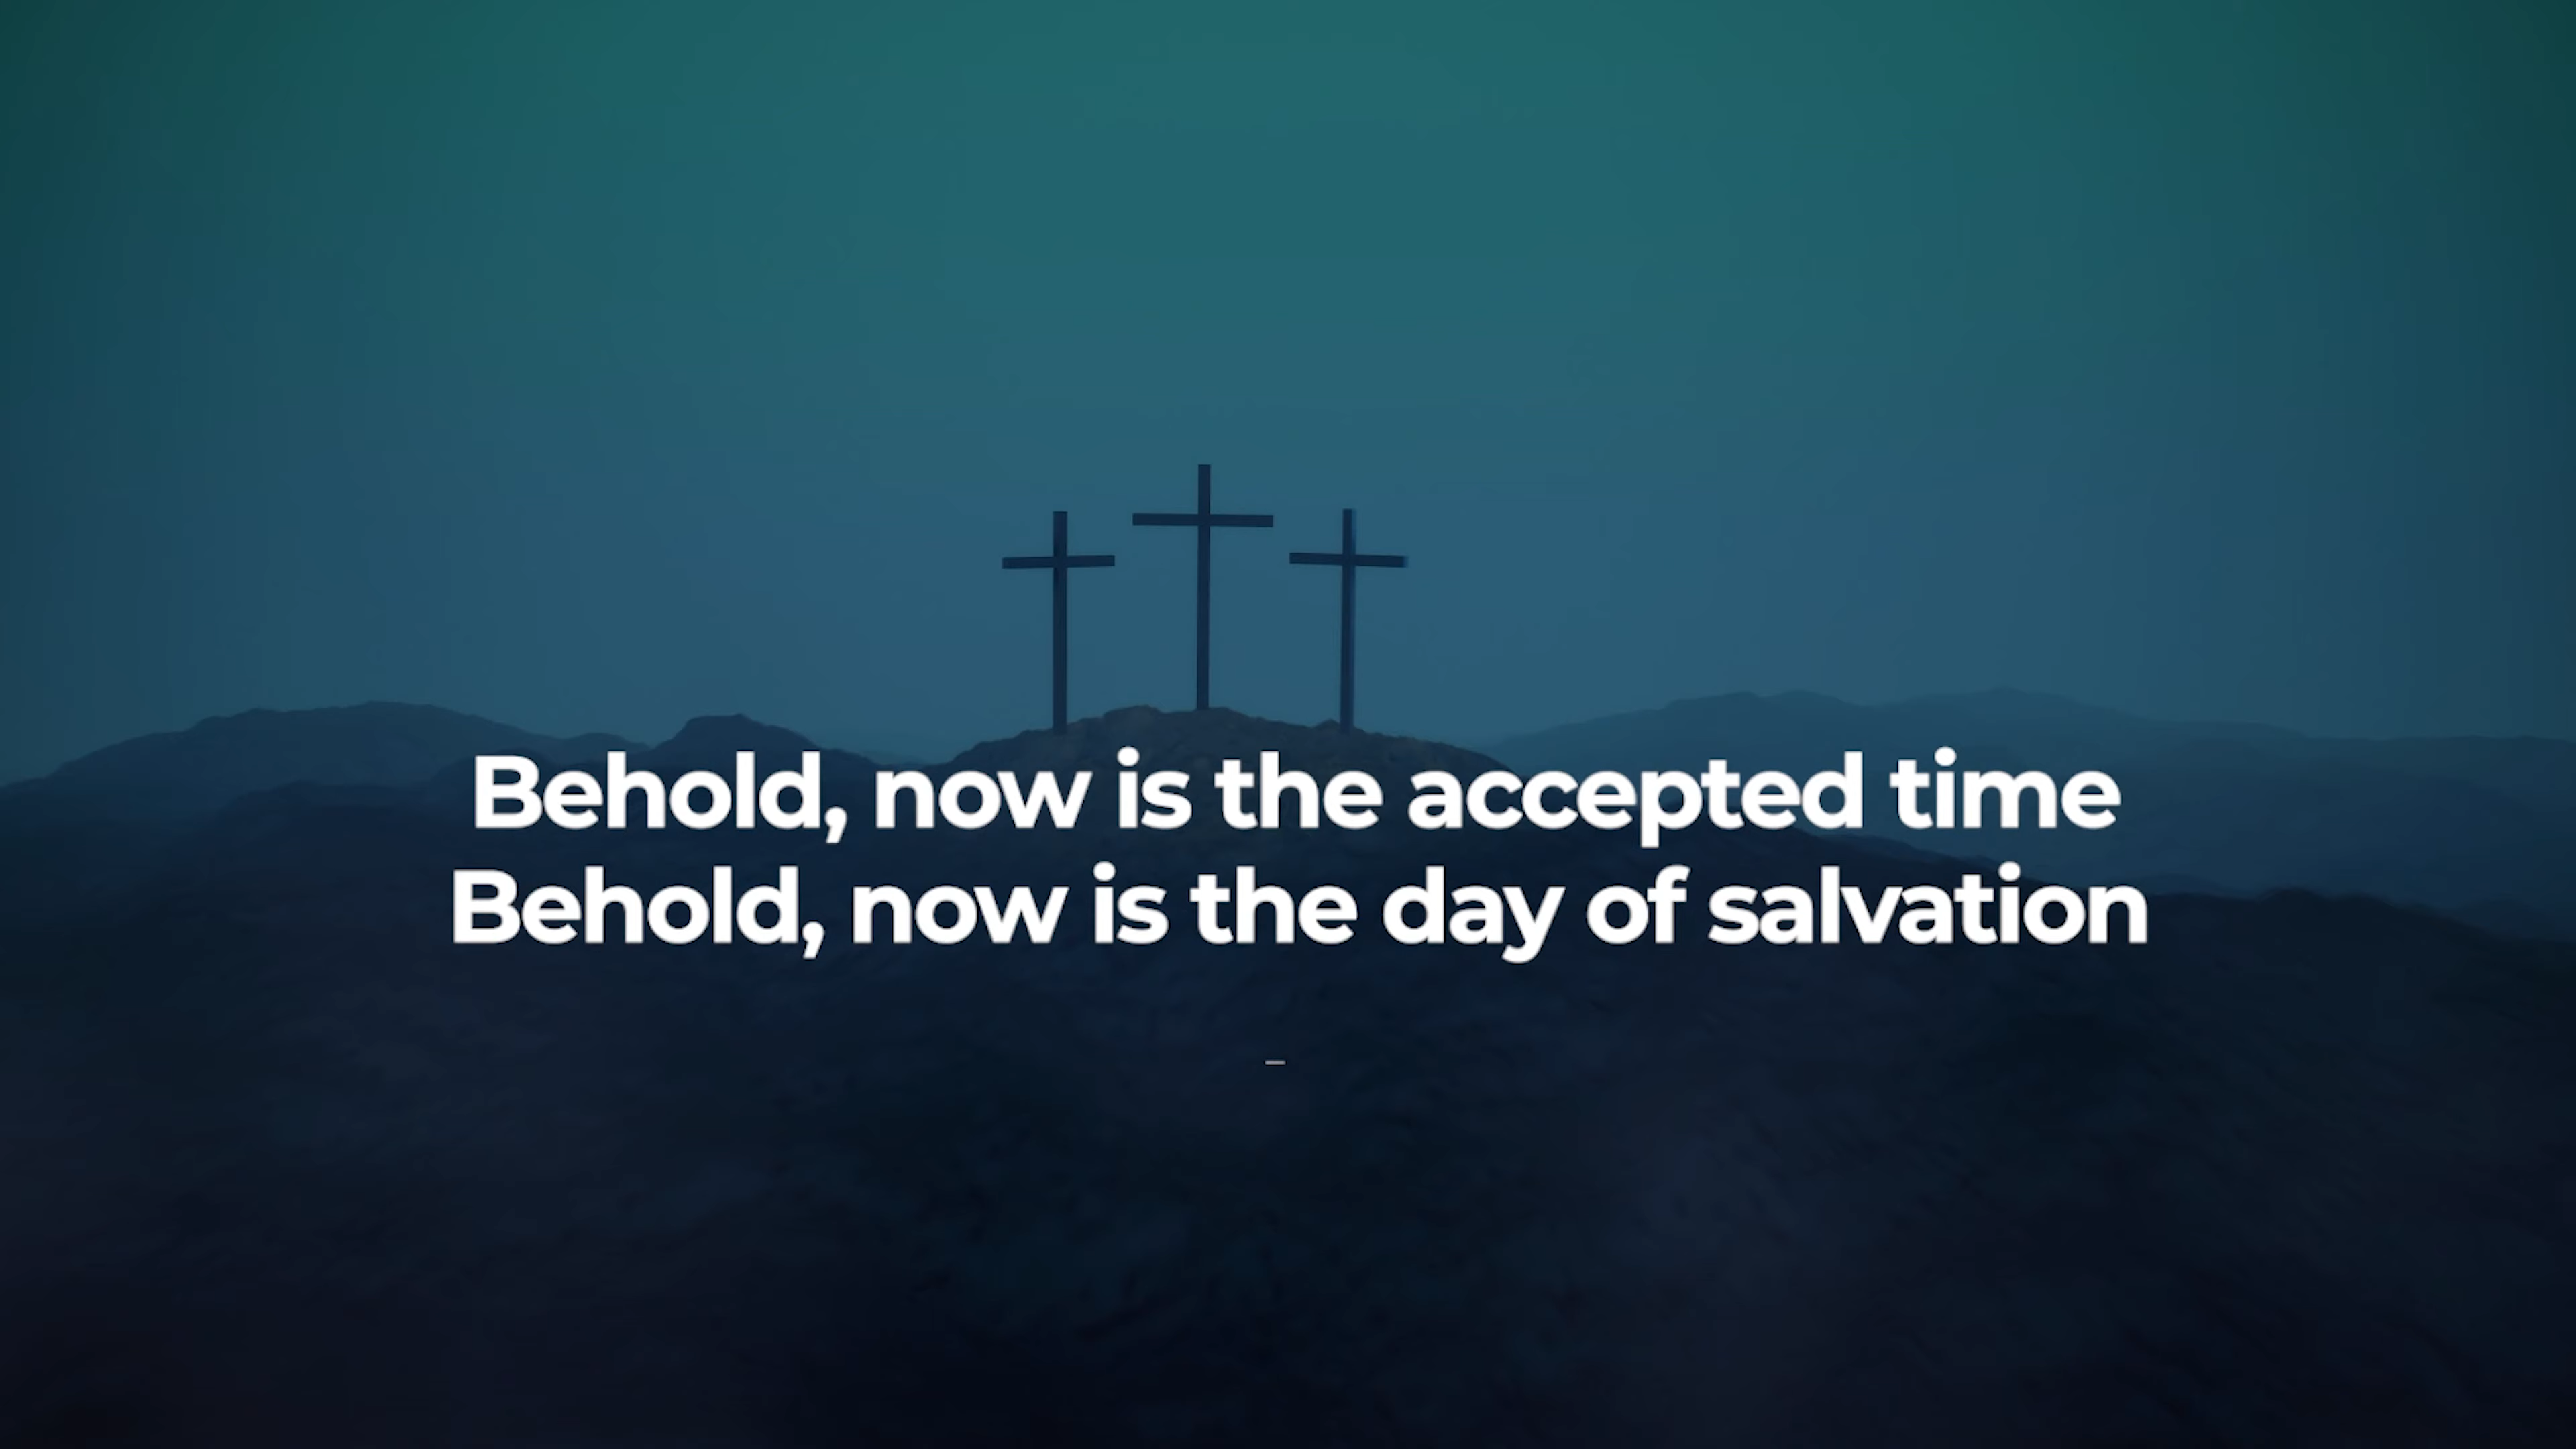 Behold, now is the accepted time
Behold, now is the day of salvation
–